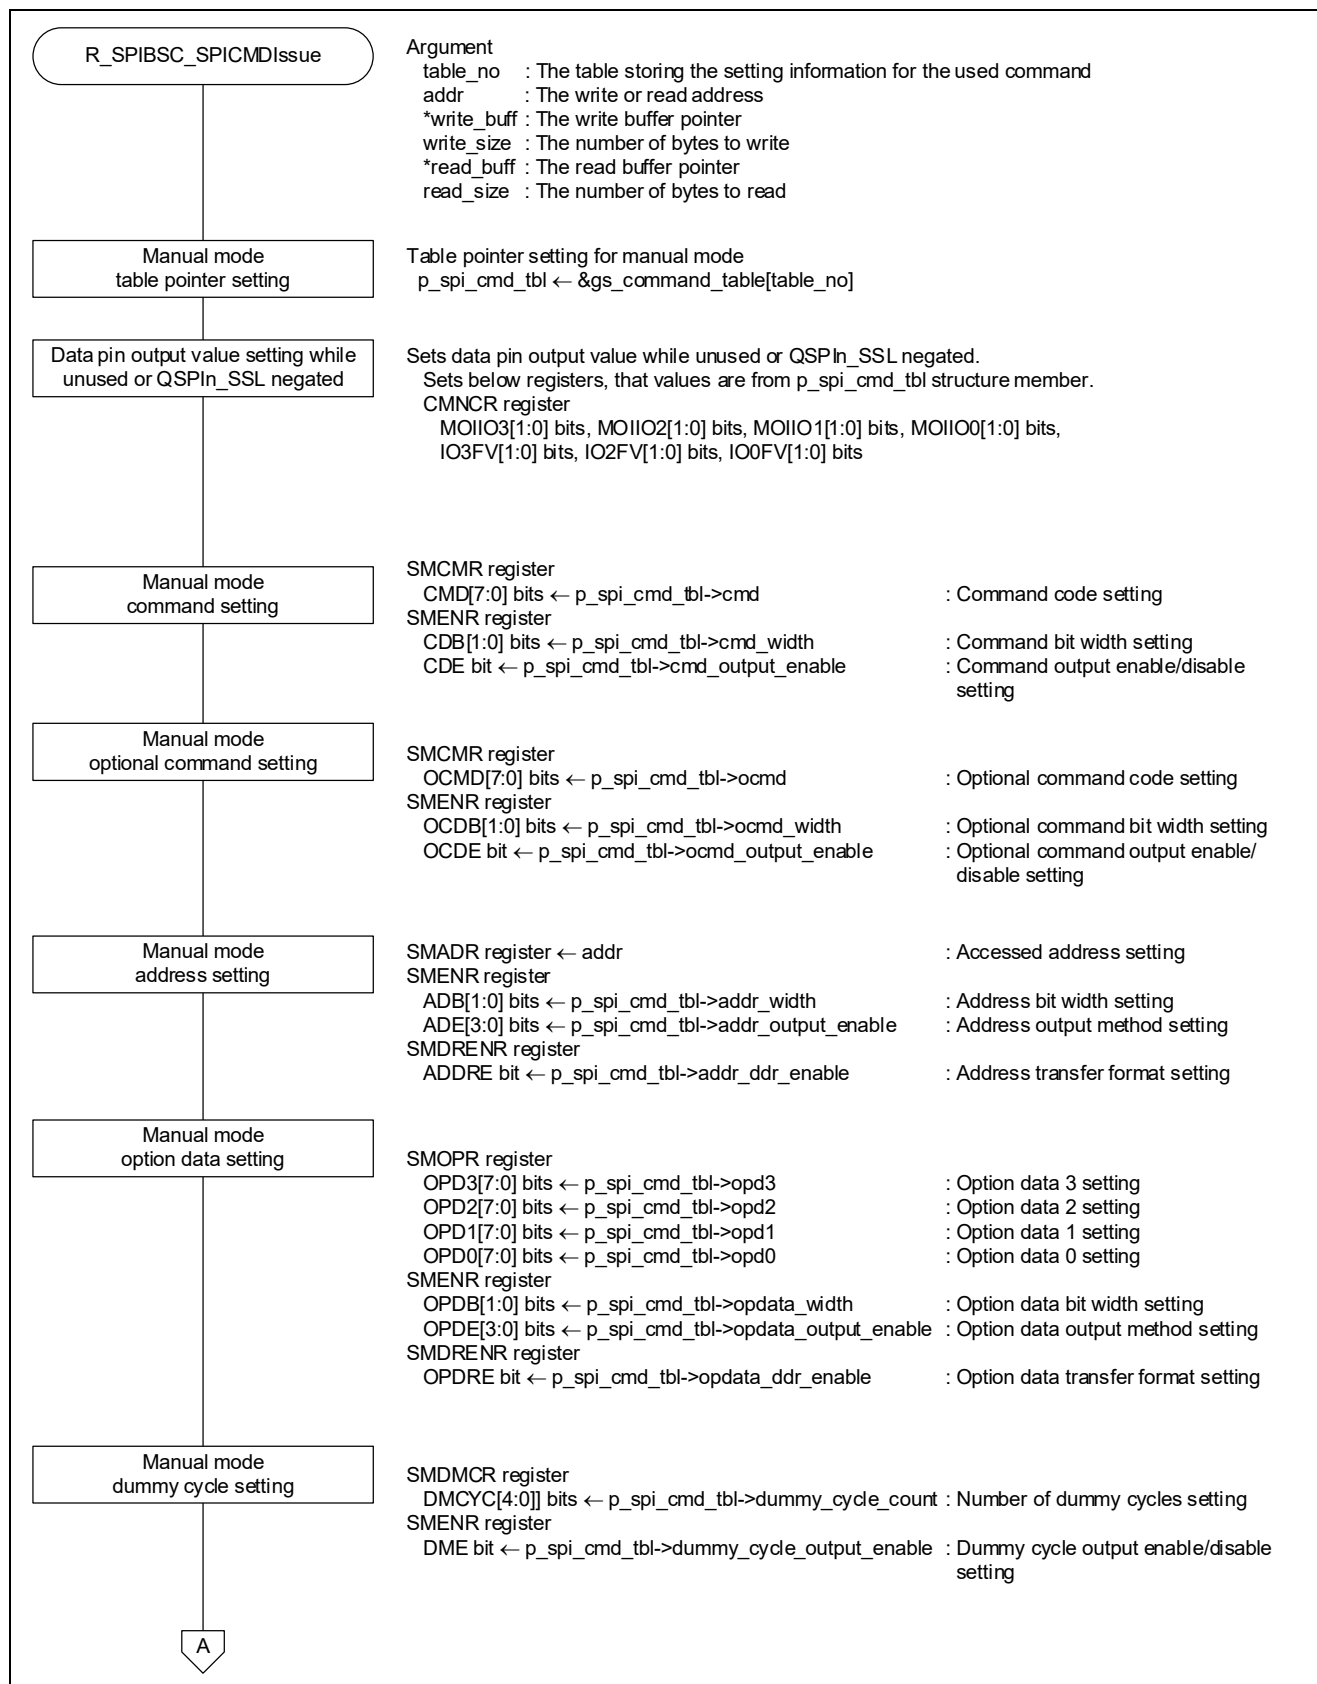 R_SPIBSC_SPICMDIssue
Argument
table_no : The table storing the setting information for the used command
addr : The write or read address
*write_buff : The write buffer pointer
write_size : The number of bytes to write
*read_buff : The read buffer pointer
read_size : The number of bytes to read
Manual mode
table pointer setting
Table pointer setting for manual mode
p_spi_cmd_tbl ← &gs_command_table[table_no]
Data pin output value setting while
unused or QSPIn_SSL negated
Sets data pin output value while unused or QSPIn_SSL negated.
Sets below registers, that values are from p_spi_cmd_tbl structure member.
CMNCR register
MOIIO3[1:0] bits, MOIIO2[1:0] bits, MOIIO1[1:0] bits, MOIIO0[1:0] bits,
IO3FV[1:0] bits, IO2FV[1:0] bits, IO0FV[1:0] bits
Manual mode
command setting
SMCMR register
CMD[7:0] bits ← p_spi_cmd_tbl->cmd : Command code setting
SMENR register
CDB[1:0] bits ← p_spi_cmd_tbl->cmd_width : Command bit width setting
CDE bit ← p_spi_cmd_tbl->cmd_output_enable : Command output enable/disable
setting
Manual mode
optional command setting
SMCMR register
OCMD[7:0] bits ← p_spi_cmd_tbl->ocmd : Optional command code setting
SMENR register
OCDB[1:0] bits ← p_spi_cmd_tbl->ocmd_width : Optional command bit width setting
OCDE bit ← p_spi_cmd_tbl->ocmd_output_enable : Optional command output enable/
disable setting
Manual mode
address setting
SMADR register ← addr : Accessed address setting
SMENR register
ADB[1:0] bits ← p_spi_cmd_tbl->addr_width : Address bit width setting
ADE[3:0] bits ← p_spi_cmd_tbl->addr_output_enable : Address output method setting
SMDRENR register
ADDRE bit ← p_spi_cmd_tbl->addr_ddr_enable : Address transfer format setting
Manual mode
option data setting
SMOPR register
OPD3[7:0] bits ← p_spi_cmd_tbl->opd3 : Option data 3 setting
OPD2[7:0] bits ← p_spi_cmd_tbl->opd2 : Option data 2 setting
OPD1[7:0] bits ← p_spi_cmd_tbl->opd1 : Option data 1 setting
OPD0[7:0] bits ← p_spi_cmd_tbl->opd0 : Option data 0 setting
SMENR register
OPDB[1:0] bits ← p_spi_cmd_tbl->opdata_width : Option data bit width setting
OPDE[3:0] bits ← p_spi_cmd_tbl->opdata_output_enable : Option data output method setting
SMDRENR register
OPDRE bit ← p_spi_cmd_tbl->opdata_ddr_enable : Option data transfer format setting
Manual mode
dummy cycle setting
SMDMCR register
DMCYC[4:0]] bits ← p_spi_cmd_tbl->dummy_cycle_count : Number of dummy cycles setting
SMENR register
DME bit ← p_spi_cmd_tbl->dummy_cycle_output_enable : Dummy cycle output enable/disable
setting
A